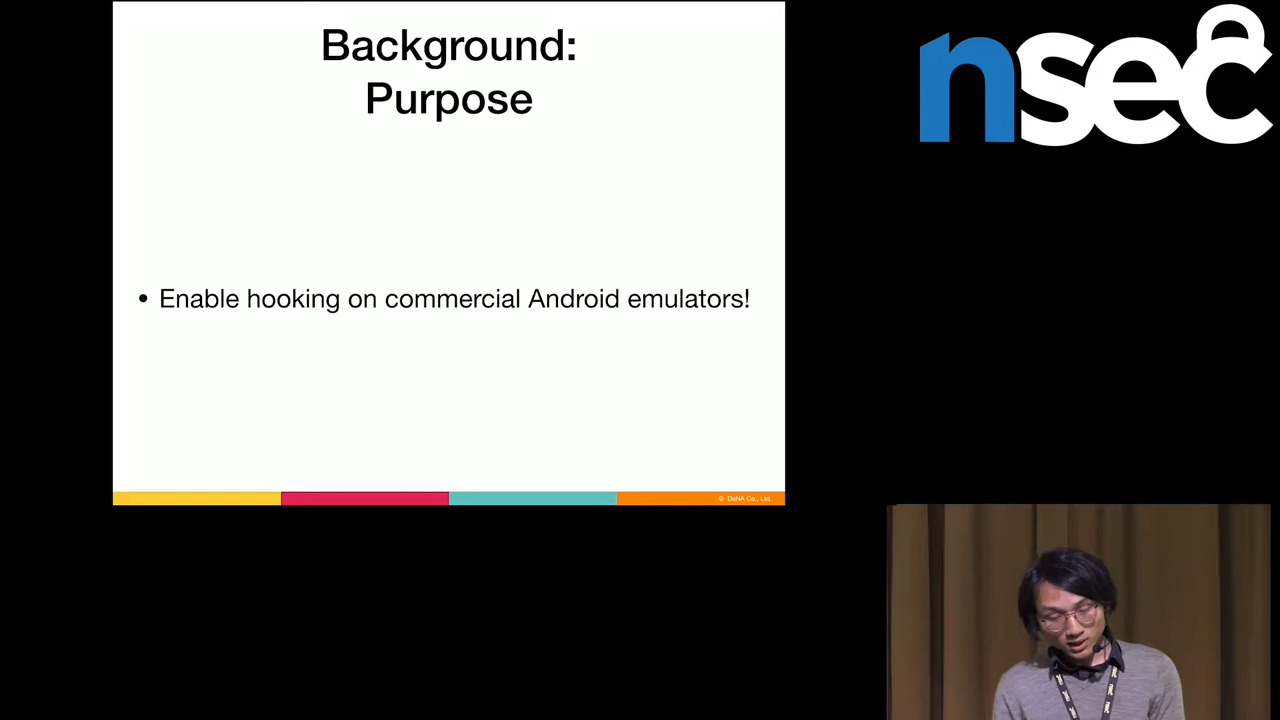 Background:
Purpose
nsec
• Enable hooking on commercial Android emulators!
© DeNA Co., Ltd.